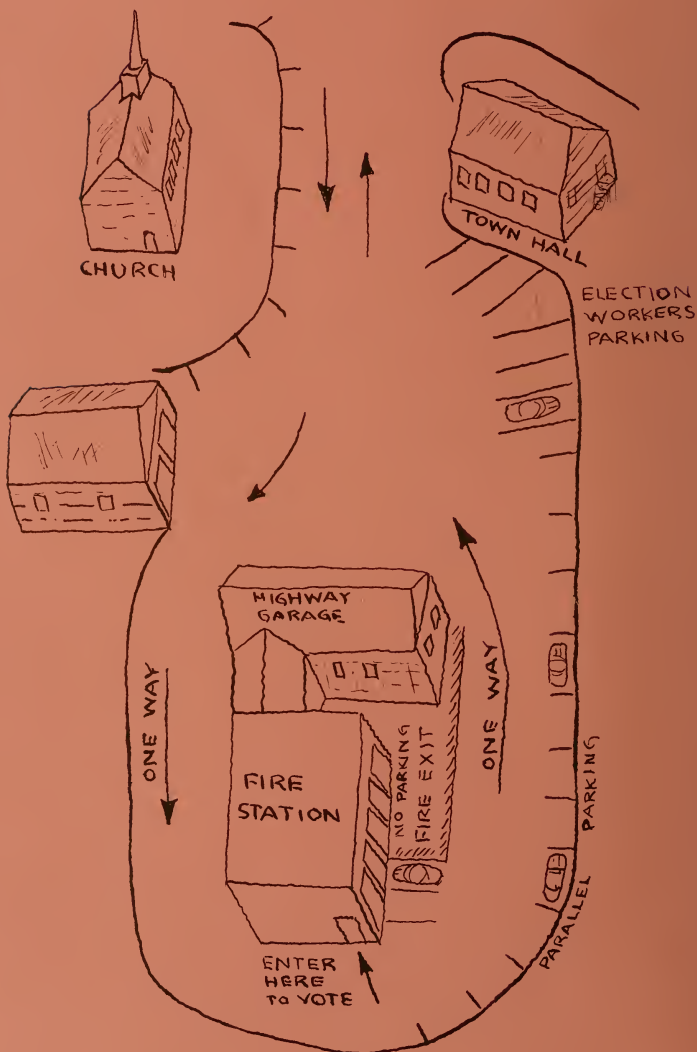 CHURCH
TOWN HALL
ELECTION
WORKERS
PARKING
HIGHWAY
GARAGE
ONE WAY
ONE WAY
FIRE
STATION
NO PARKING
FIRE EXIT
PARALLEL PARKING
ENTER
HERE
TO VOTE